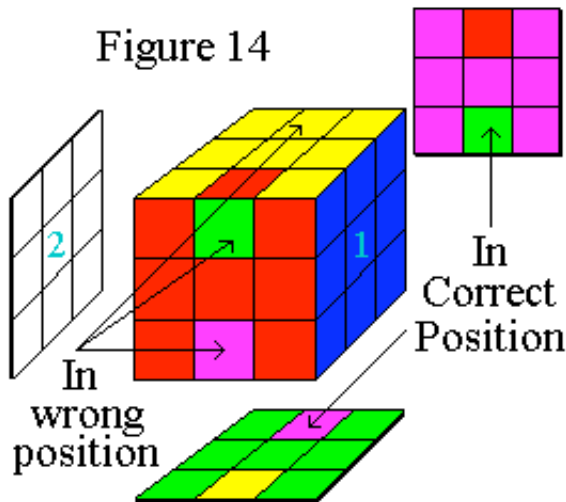 Figure 14
2
1
In
Correct
Position
In
wrong
position